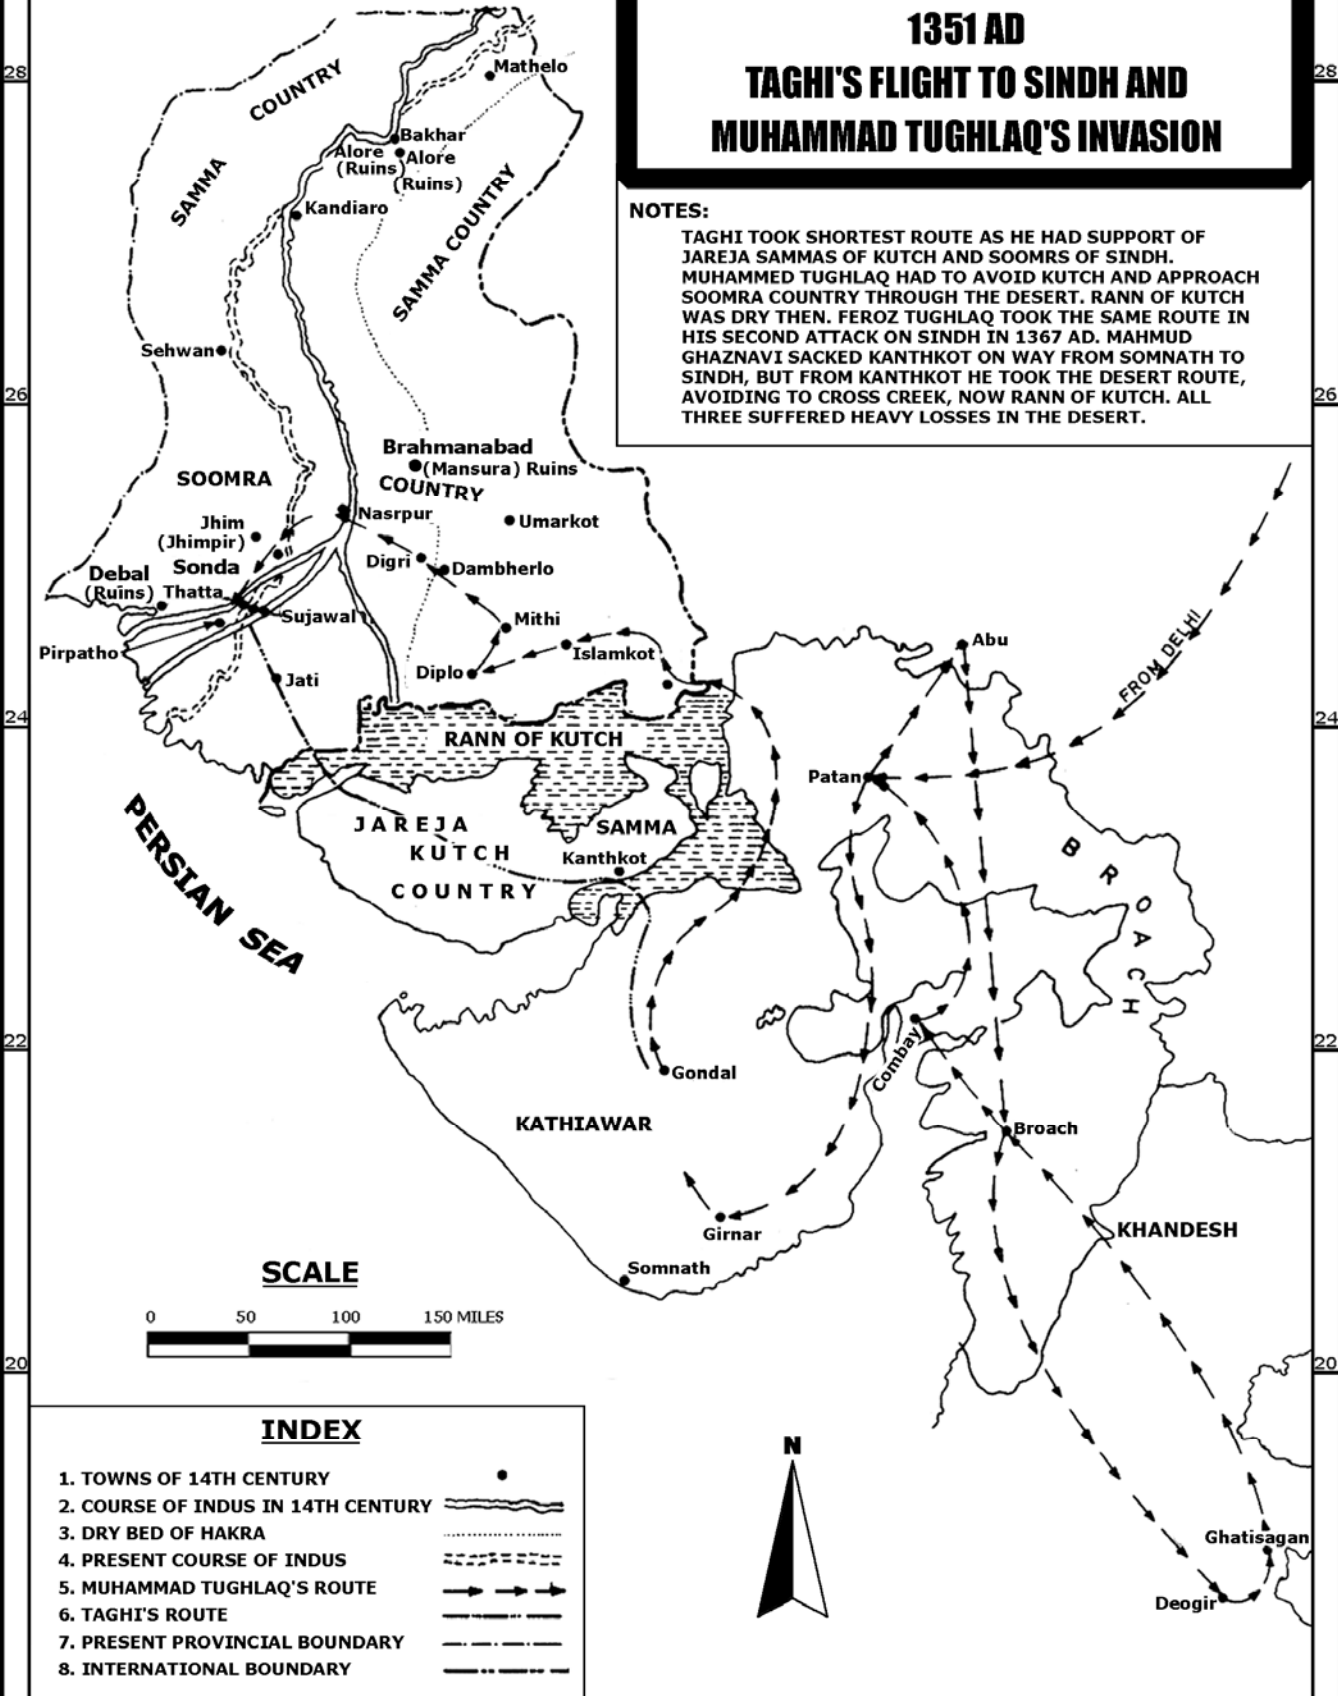 1351 AD
TAGHI'S FLIGHT TO SINDH AND
MUHAMMAD TUGHLAQ'S INVASION
NOTES:
TAGHI TOOK SHORTEST ROUTE AS HE HAD SUPPORT OF
JAREJA SAMMAS OF KUTCH AND SOOMRS OF SINDH.
MUHAMMED TUGHLAQ HAD TO AVOID KUTCH AND APPROACH
SOOMRA COUNTRY THROUGH THE DESERT. RANN OF KUTCH
WAS DRY THEN. FEROZ TUGHLAQ TOOK THE SAME ROUTE IN
HIS SECOND ATTACK ON SINDH IN 1367 AD. MAHMUD
GHAZNAVI SACKED KANTHKOT ON WAY FROM SOMNATH TO
SINDH, BUT FROM KANTHKOT HE TOOK THE DESERT ROUTE,
AVOIDING TO CROSS CREEK, NOW RANN OF KUTCH. ALL
THREE SUFFERED HEAVY LOSSES IN THE DESERT.
28
28
26
26
24
24
22
22
20
20
Mathelo
COUNTRY
SAMMA
Bakhar
Alore
(Ruins)
Alore
(Ruins)
Kandiaro
SAMMA COUNTRY
Sehwan
Brahmanabad
(Mansura) Ruins
SOOMRA
COUNTRY
Nasrpur
Umarkot
Jhim
(Jhimpir)
Digri
Dambherlo
Sonda
Debal
(Ruins)
Thatta
Sujawal
Mithi
Pirpatho
Islamkot
Jati
Diplo
Abu
FROM DELHI
RANN OF KUTCH
Patan
JAREJA
SAMMA
KUTCH
Kanthkot
COUNTRY
PERSIAN SEA
BROACH
Combay
Gondal
KATHIAWAR
Broach
Girnar
KHANDESH
Somnath
Ghatisagan
Deogir
SCALE
0 50 100 150 MILES
N
INDEX
1. TOWNS OF 14TH CENTURY
2. COURSE OF INDUS IN 14TH CENTURY
3. DRY BED OF HAKRA
4. PRESENT COURSE OF INDUS
5. MUHAMMAD TUGHLAQ'S ROUTE
6. TAGHI'S ROUTE
7. PRESENT PROVINCIAL BOUNDARY
8. INTERNATIONAL BOUNDARY